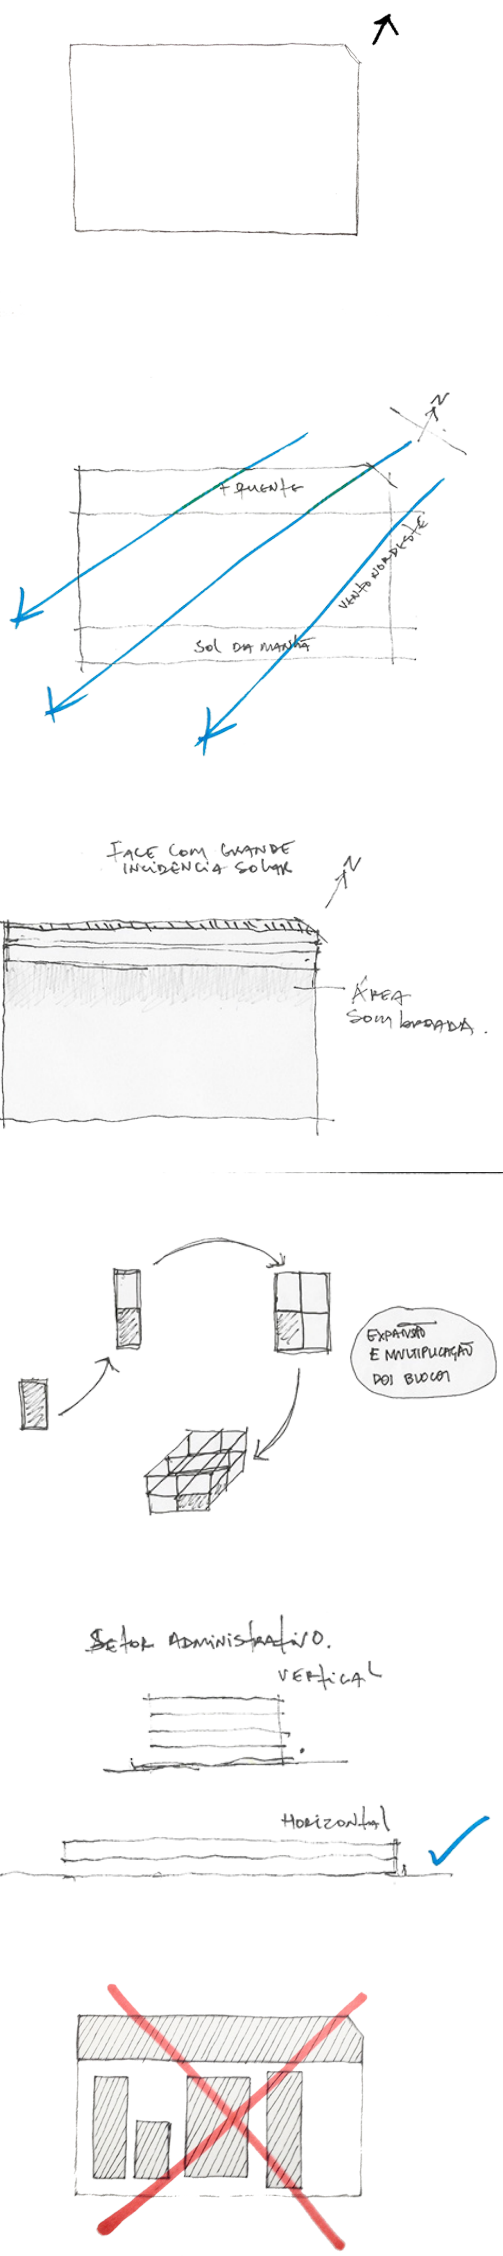 N
+ QUENTE
VENTO NORDESTE
SOL DA MANHÃ
FACE COM GRANDE
INCIDÊNCIA SOLAR
N
ÁREA
SOMBREADA.
EXPANSÃO
E MULTIPLICAÇÃO
DOS BLOCOS
SETOR ADMINISTRATIVO.
VERTICAL
HORIZONTAL